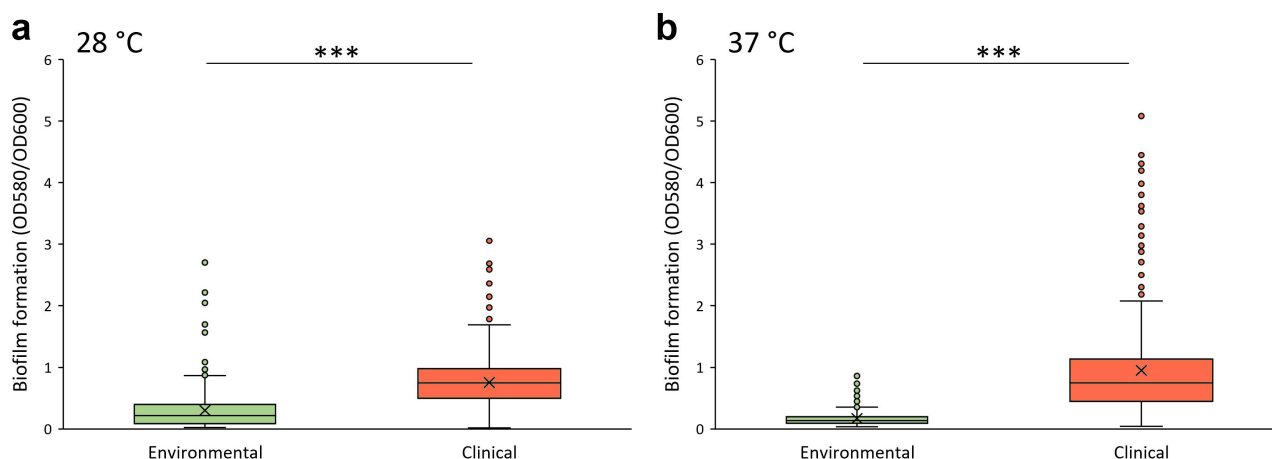 a
28 °C
***
6
5
4
3
2
1
0
Biofilm formation (OD580/OD600)
Environmental
Clinical
b
37 °C
***
6
5
4
3
2
1
0
Biofilm formation (OD580/OD600)
Environmental
Clinical